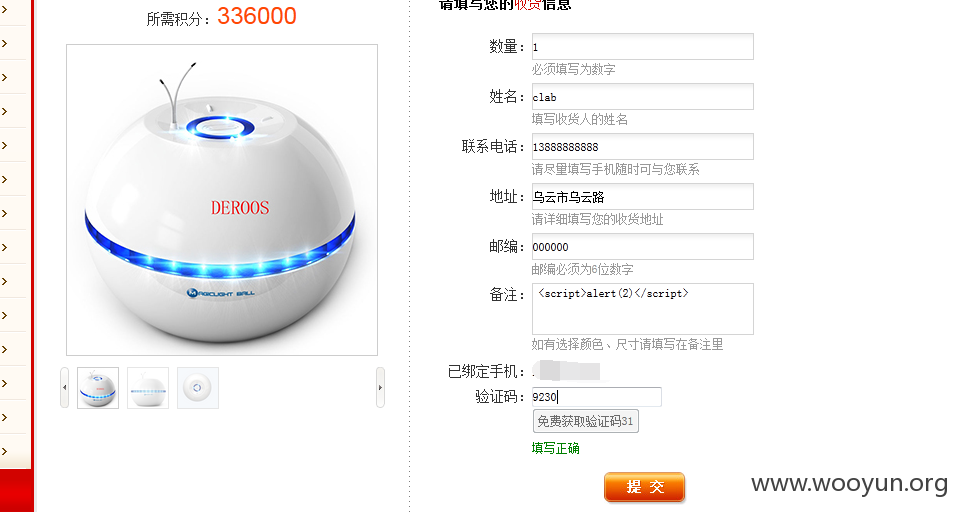 所需积分：336000
DEROOS
MAGICLIGHT BALL
请填写您的收货信息
数量：1
必须填写为数字
姓名：clab
填写收货人的姓名
联系电话：13888888888
请尽量填写手机随时可与您联系
地址：乌云市乌云路
请详细填写您的收货地址
邮编：000000
邮编必须为6位数字
备注：<script>alert(2)</script>
如有选择颜色、尺寸请填写在备注里
已绑定手机：
验证码：9230
免费获取验证码31
填写正确
提 交
www.wooyun.org